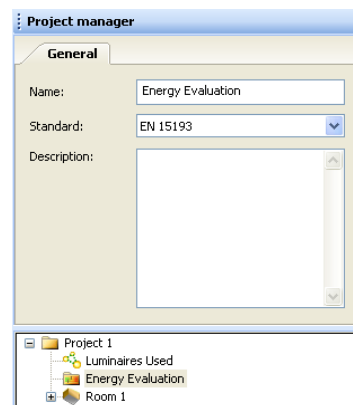 Project manager
General
Name: Energy Evaluation
Standard: EN 15193
Description:
Project 1
Luminaires Used
Energy Evaluation
Room 1